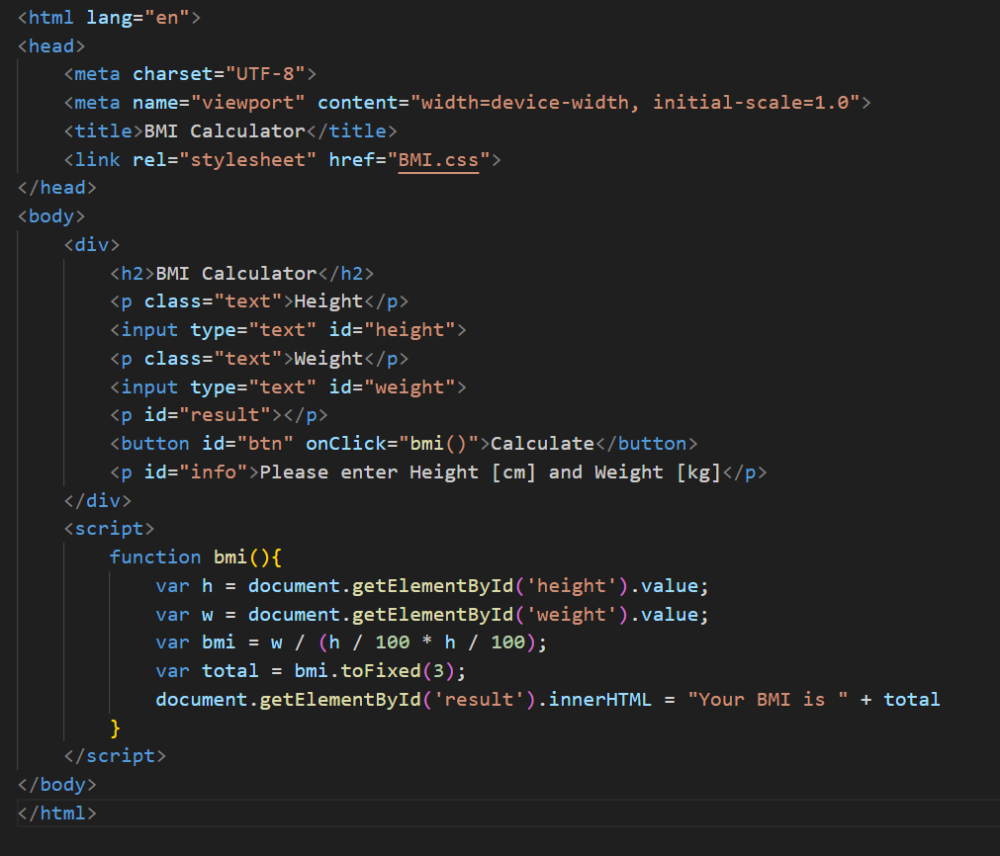 <html lang="en">
<head>
    <meta charset="UTF-8">
    <meta name="viewport" content="width=device-width, initial-scale=1.0">
    <title>BMI Calculator</title>
    <link rel="stylesheet" href="BMI.css">
</head>
<body>
    <div>
        <h2>BMI Calculator</h2>
        <p class="text">Height</p>
        <input type="text" id="height">
        <p class="text">Weight</p>
        <input type="text" id="weight">
        <p id="result"></p>
        <button id="btn" onClick="bmi()">Calculate</button>
        <p id="info">Please enter Height [cm] and Weight [kg]</p>
    </div>
    <script>
        function bmi(){
            var h = document.getElementById('height').value;
            var w = document.getElementById('weight').value;
            var bmi = w / (h / 100 * h / 100);
            var total = bmi.toFixed(3);
            document.getElementById('result').innerHTML = "Your BMI is " + total
        }
    </script>
</body>
</html>